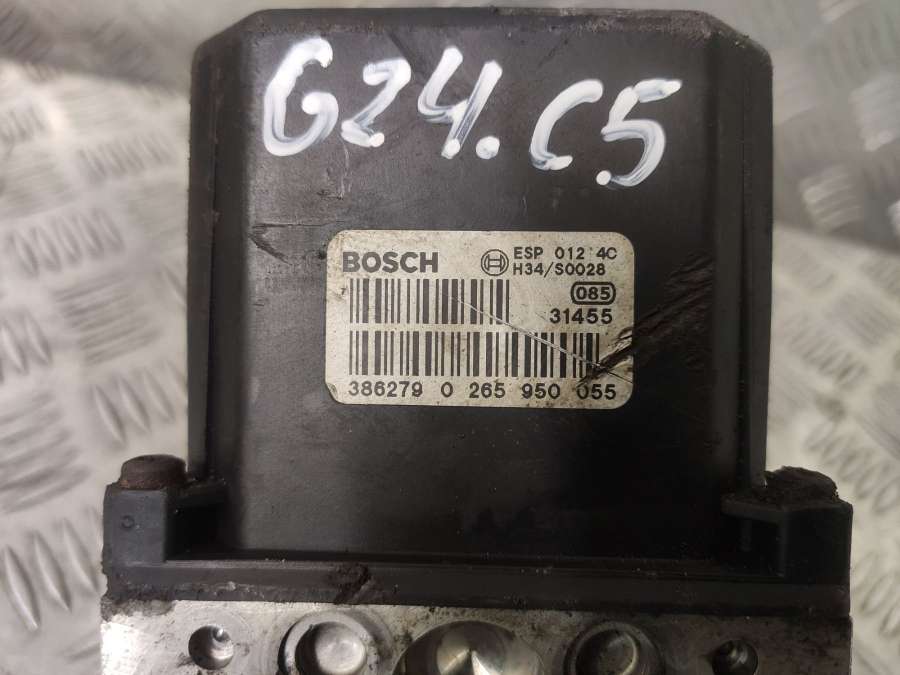 G24.C5
BOSCH
ESP 012 4C
H34/S0028
085
31455
386279 0 265 950 055